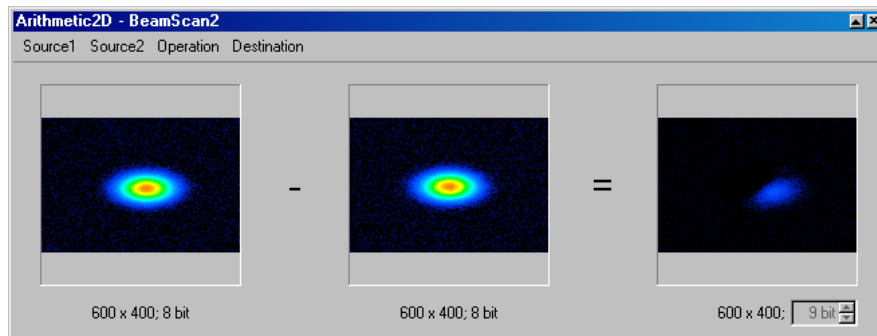 Arithmetic2D - BeamScan2
Source1 Source2 Operation Destination
- =
600 x 400; 8 bit 600 x 400; 8 bit 600 x 400; 9 bit